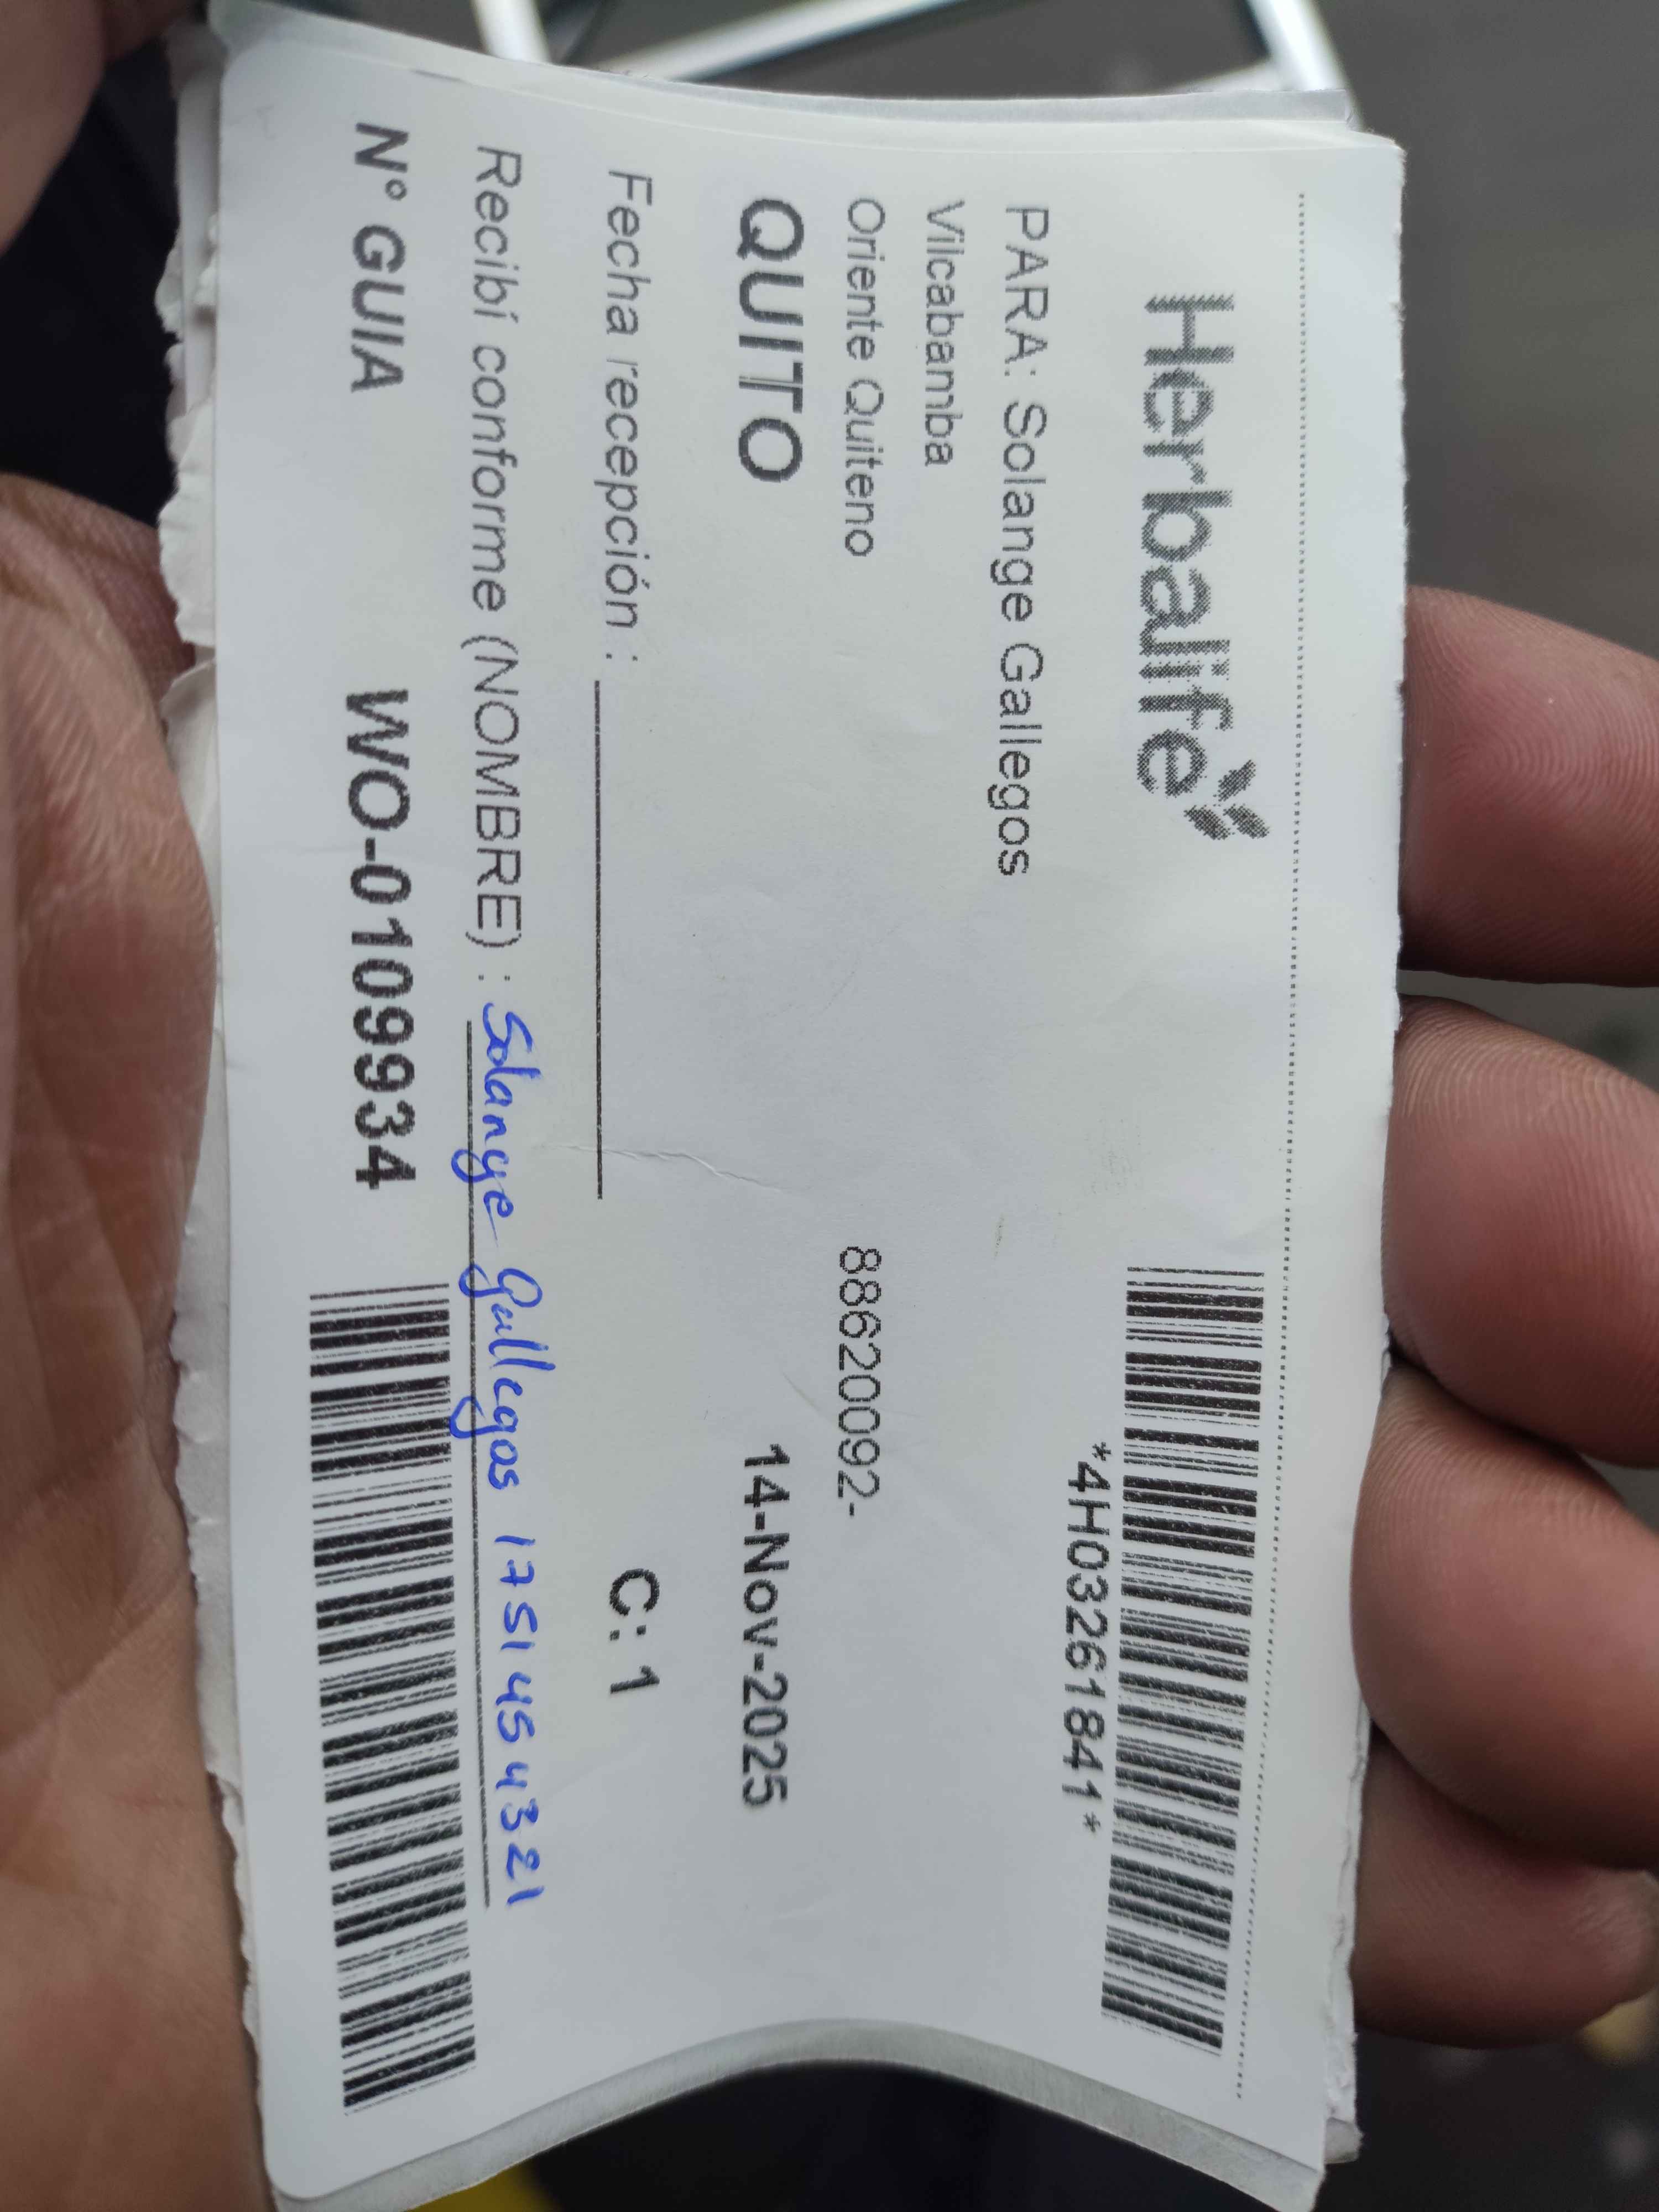 Herbalife
*4H03261841*
PARA: Solange Gallegos
Vilcabamba
Oriente Quiteno 88620092-
QUITO 14-Nov-2025
Fecha recepción : C: 1
Recibí conforme (NOMBRE) : Solange Gallegos 1751454321
N° GUIA WO-0109934